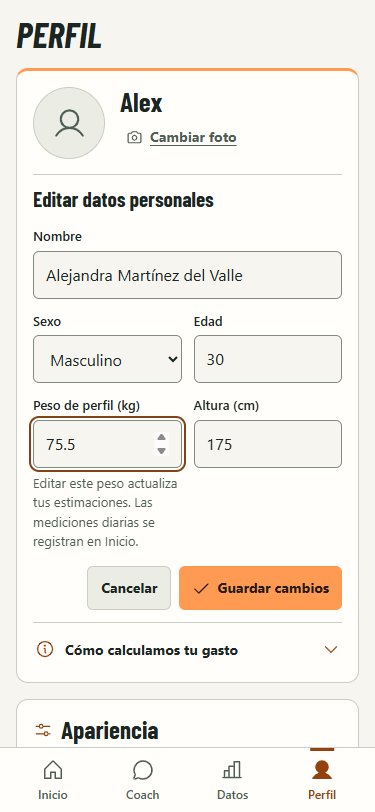 PERFIL
Alex
Cambiar foto
Editar datos personales
Nombre
Alejandra Martínez del Valle
Sexo
Edad
Masculino
30
Peso de perfil (kg)
Altura (cm)
75.5
175
Editar este peso actualiza
tus estimaciones. Las
mediciones diarias se
registran en Inicio.
Cancelar
Guardar cambios
Cómo calculamos tu gasto
Apariencia
Inicio
Coach
Datos
Perfil